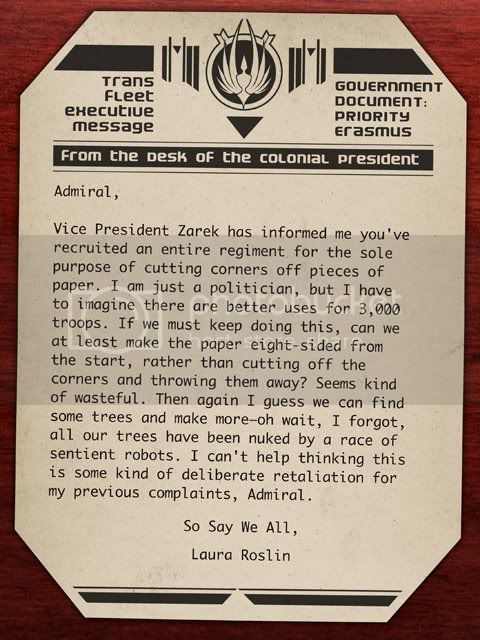 Trans
Fleet
Executive
Message
Government
Document:
Priority
Erasmus
From the Desk of the Colonial President
Admiral,
Vice President Zarek has informed me you've
recruited an entire regiment for the sole
purpose of cutting corners off pieces of
paper. I am just a politician, but I have
to imagine there are better uses for 3,000
troops. If we must keep doing this, can we
at least make the paper eight-sided from
the start, rather than cutting off the
corners and throwing them away? Seems kind
of wasteful. Then again I guess we can find
some trees and make more—oh wait, I forgot,
all our trees have been nuked by a race of
sentient robots. I can't help thinking this
is some kind of deliberate retaliation for
my previous complaints, Admiral.
So Say We All,
Laura Roslin
photobucket